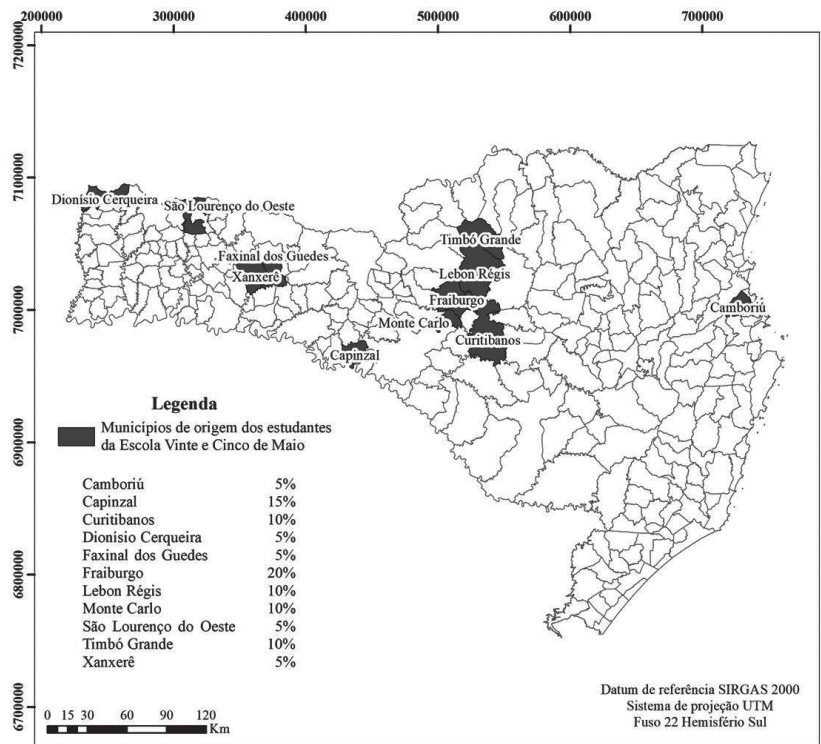 200000 300000 400000 500000 600000 700000
7200000
7100000
7000000
6900000
6800000
6700000
Dionísio Cerqueira
São Lourenço do Oeste
Faxinal dos Guedes
Xanxerê
Timbó Grande
Lebon Régis
Fraiburgo
Monte Carlo
Curitibanos
Capinzal
Camboriú
Legenda
Municípios de origem dos estudantes
da Escola Vinte e Cinco de Maio
Camboriú 5%
Capinzal 15%
Curitibanos 10%
Dionísio Cerqueira 5%
Faxinal dos Guedes 5%
Fraiburgo 20%
Lebon Régis 10%
Monte Carlo 10%
São Lourenço do Oeste 5%
Timbó Grande 10%
Xanxerê 5%
0 15 30 60 90 120
Km
Datum de referência SIRGAS 2000
Sistema de projeção UTM
Fuso 22 Hemisfério Sul